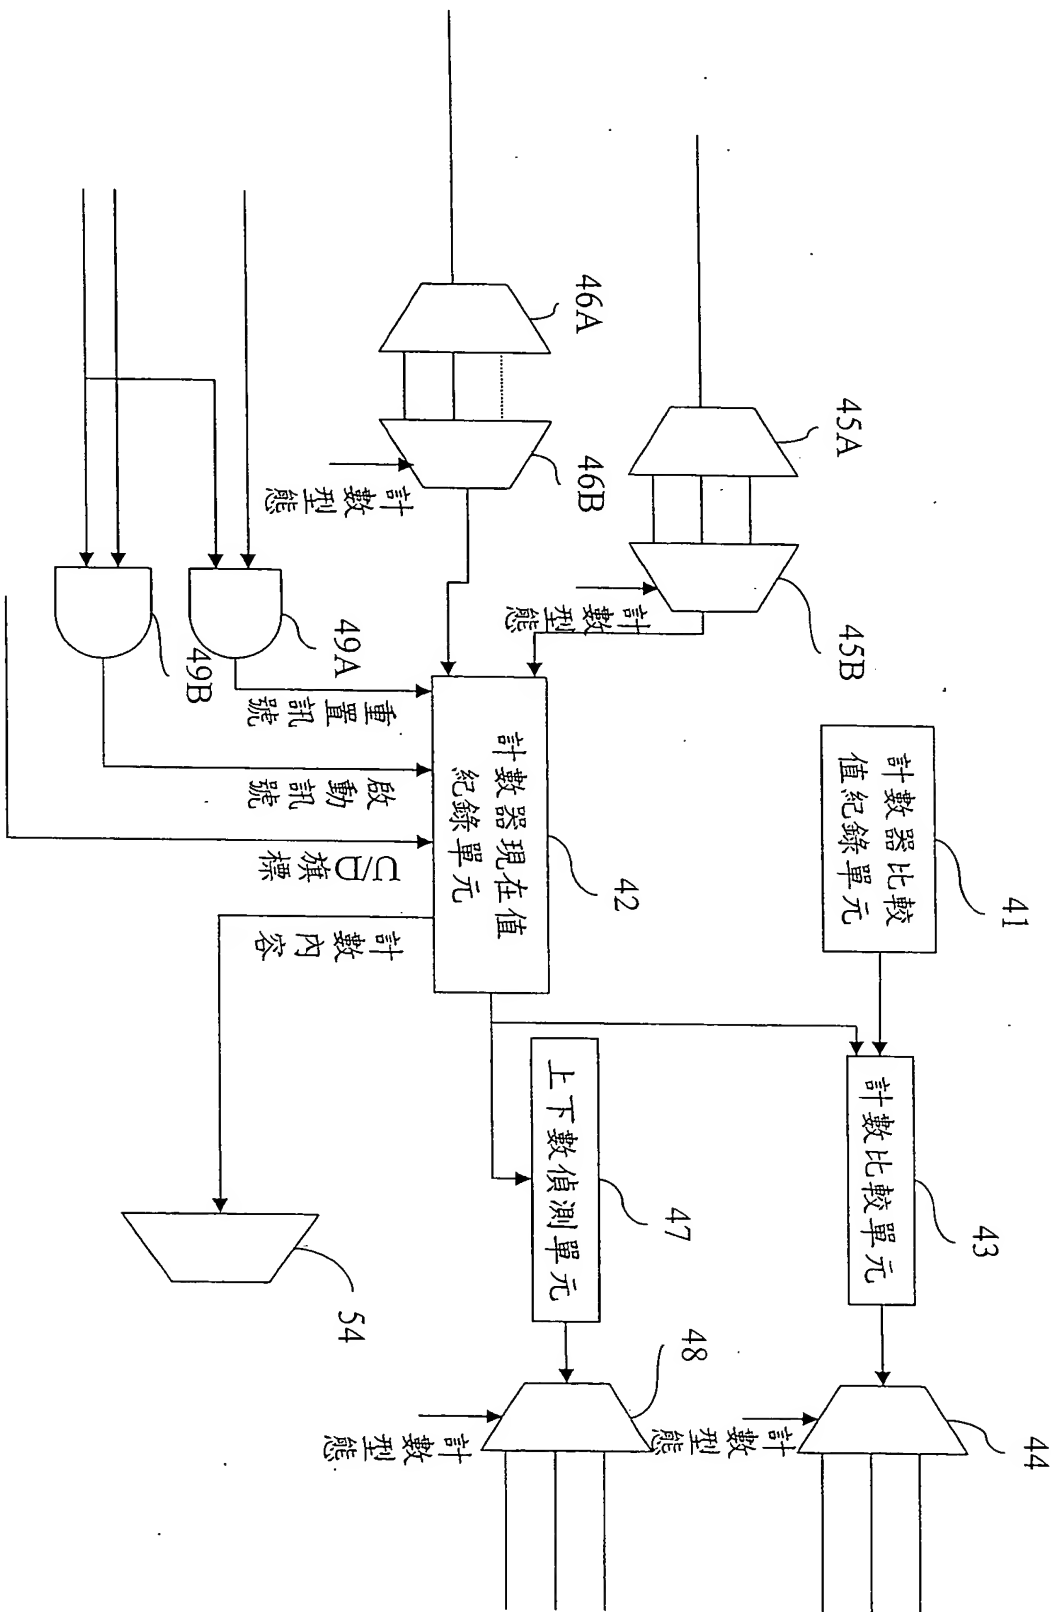 41
計數器比較
值紀錄單元
43
計數比較單元
44
計數型態
45A
45B
計數型態
42
計數器現在值
紀錄單元
47
上下數偵測單元
48
計數型態
46A
46B
計數型態
49A
重置訊號
49B
啟動訊號
U/D旗標
計數內容
54